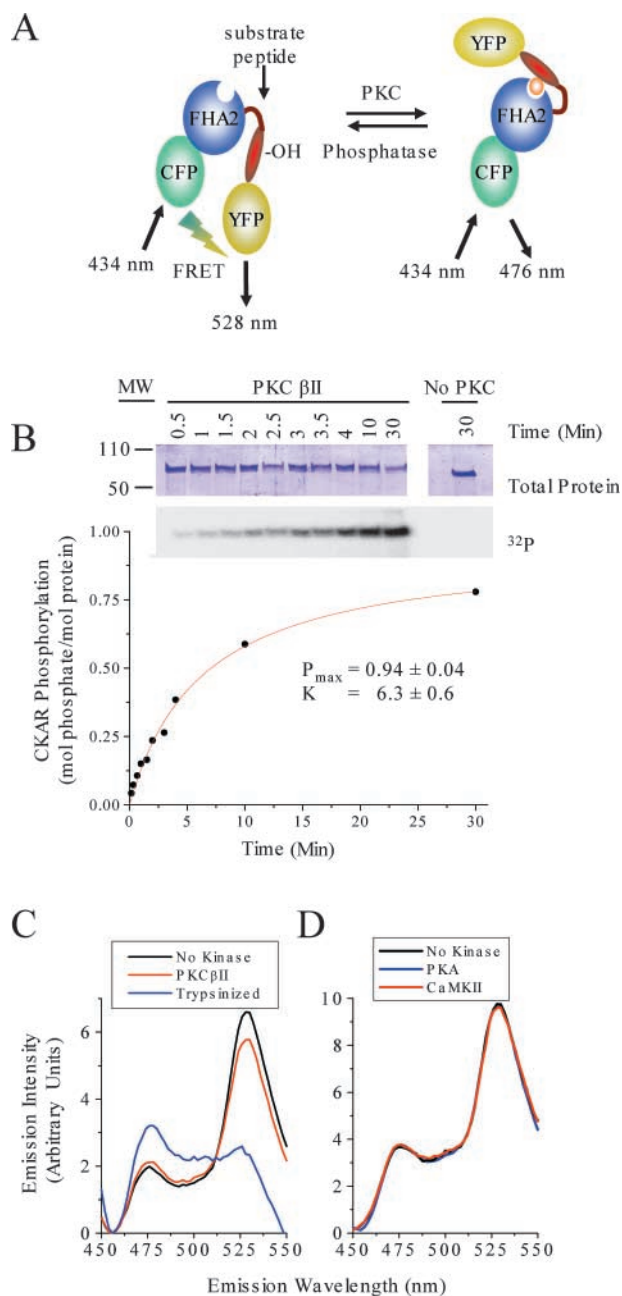 A
substrate
peptide
FHA2
-OH
CFP
YFP
434 nm
FRET
528 nm
PKC
Phosphatase
YFP
FHA2
CFP
434 nm
476 nm
B
MW
PKC βII
No PKC
0.5 1 1.5 2 2.5 3 3.5 4 10 30
30
Time (Min)
110
50
Total Protein
32P
CKAR Phosphorylation
(mol phosphate/mol protein)
1.00
0.75
0.50
0.25
0.00
Pmax = 0.94 ± 0.04
K = 6.3 ± 0.6
0 5 10 15 20 25 30
Time (Min)
C
No Kinase
PKCβII
Trypsinized
Emission Intensity
(Arbitrary Units)
6
4
2
0
450 475 500 525 550
D
No Kinase
PKA
CaMKII
10
8
6
4
2
0
450 475 500 525 550
Emission Wavelength (nm)